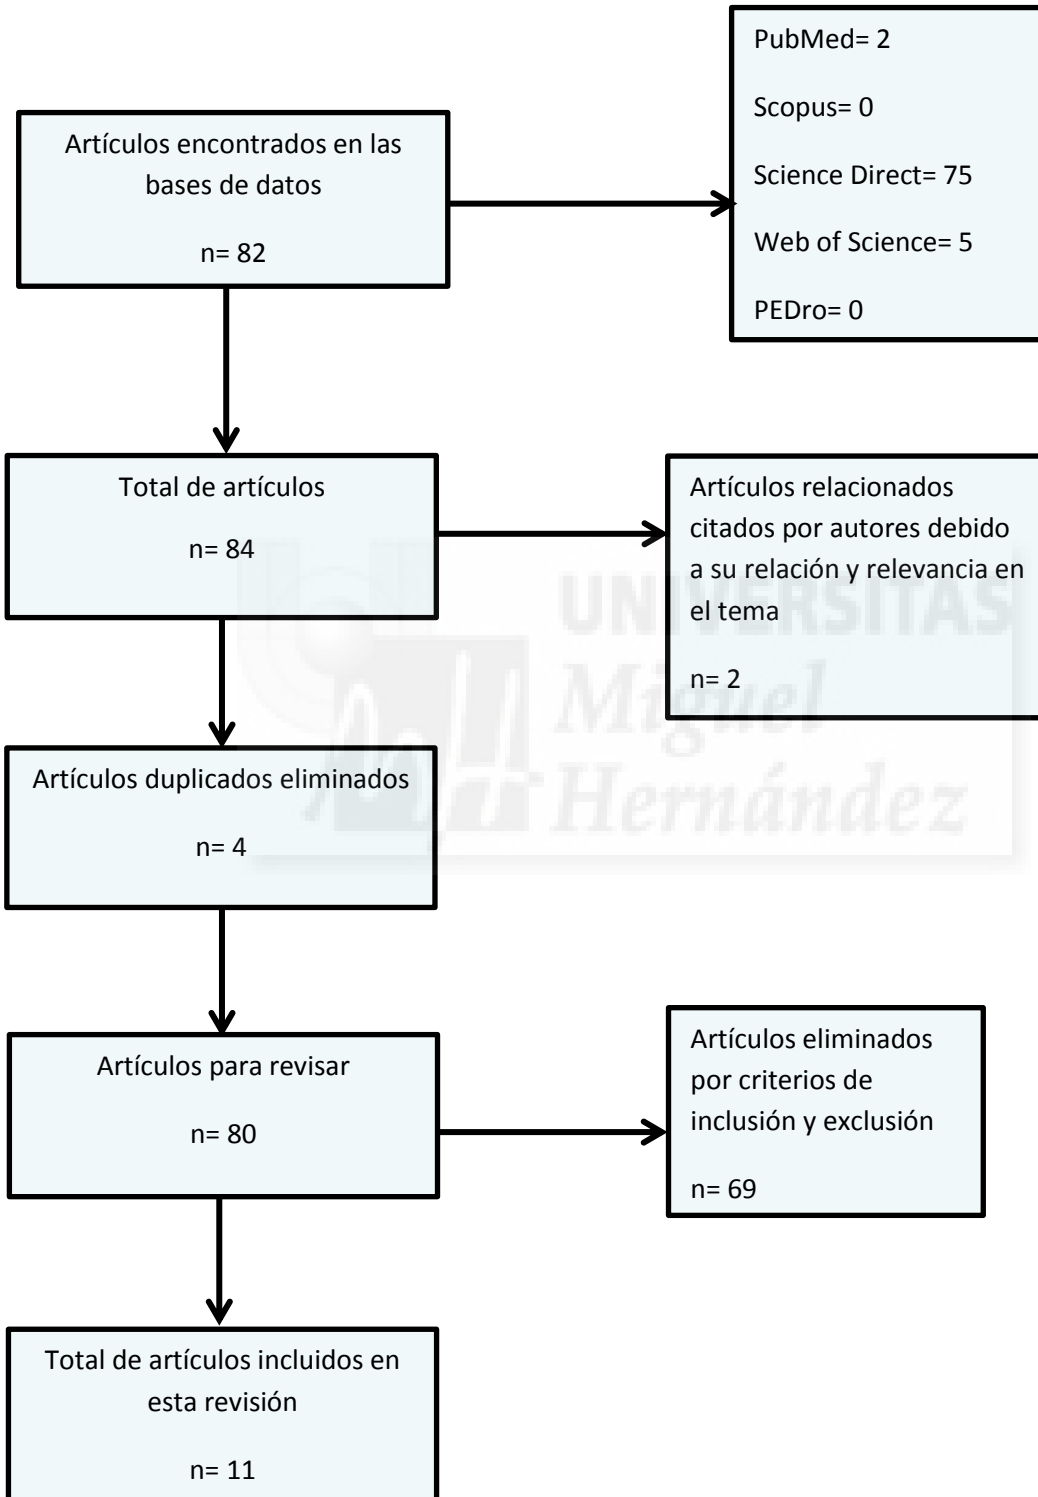 PubMed= 2
Scopus= 0
Science Direct= 75
Web of Science= 5
PEDro= 0
Artículos encontrados en las
bases de datos
n= 82
Total de artículos
n= 84
Artículos relacionados
citados por autores debido
a su relación y relevancia en
el tema
n= 2
UNIVERSITAS
Miguel
Hernández
Artículos duplicados eliminados
n= 4
Artículos para revisar
n= 80
Artículos eliminados
por criterios de
inclusión y exclusión
n= 69
Total de artículos incluidos en
esta revisión
n= 11